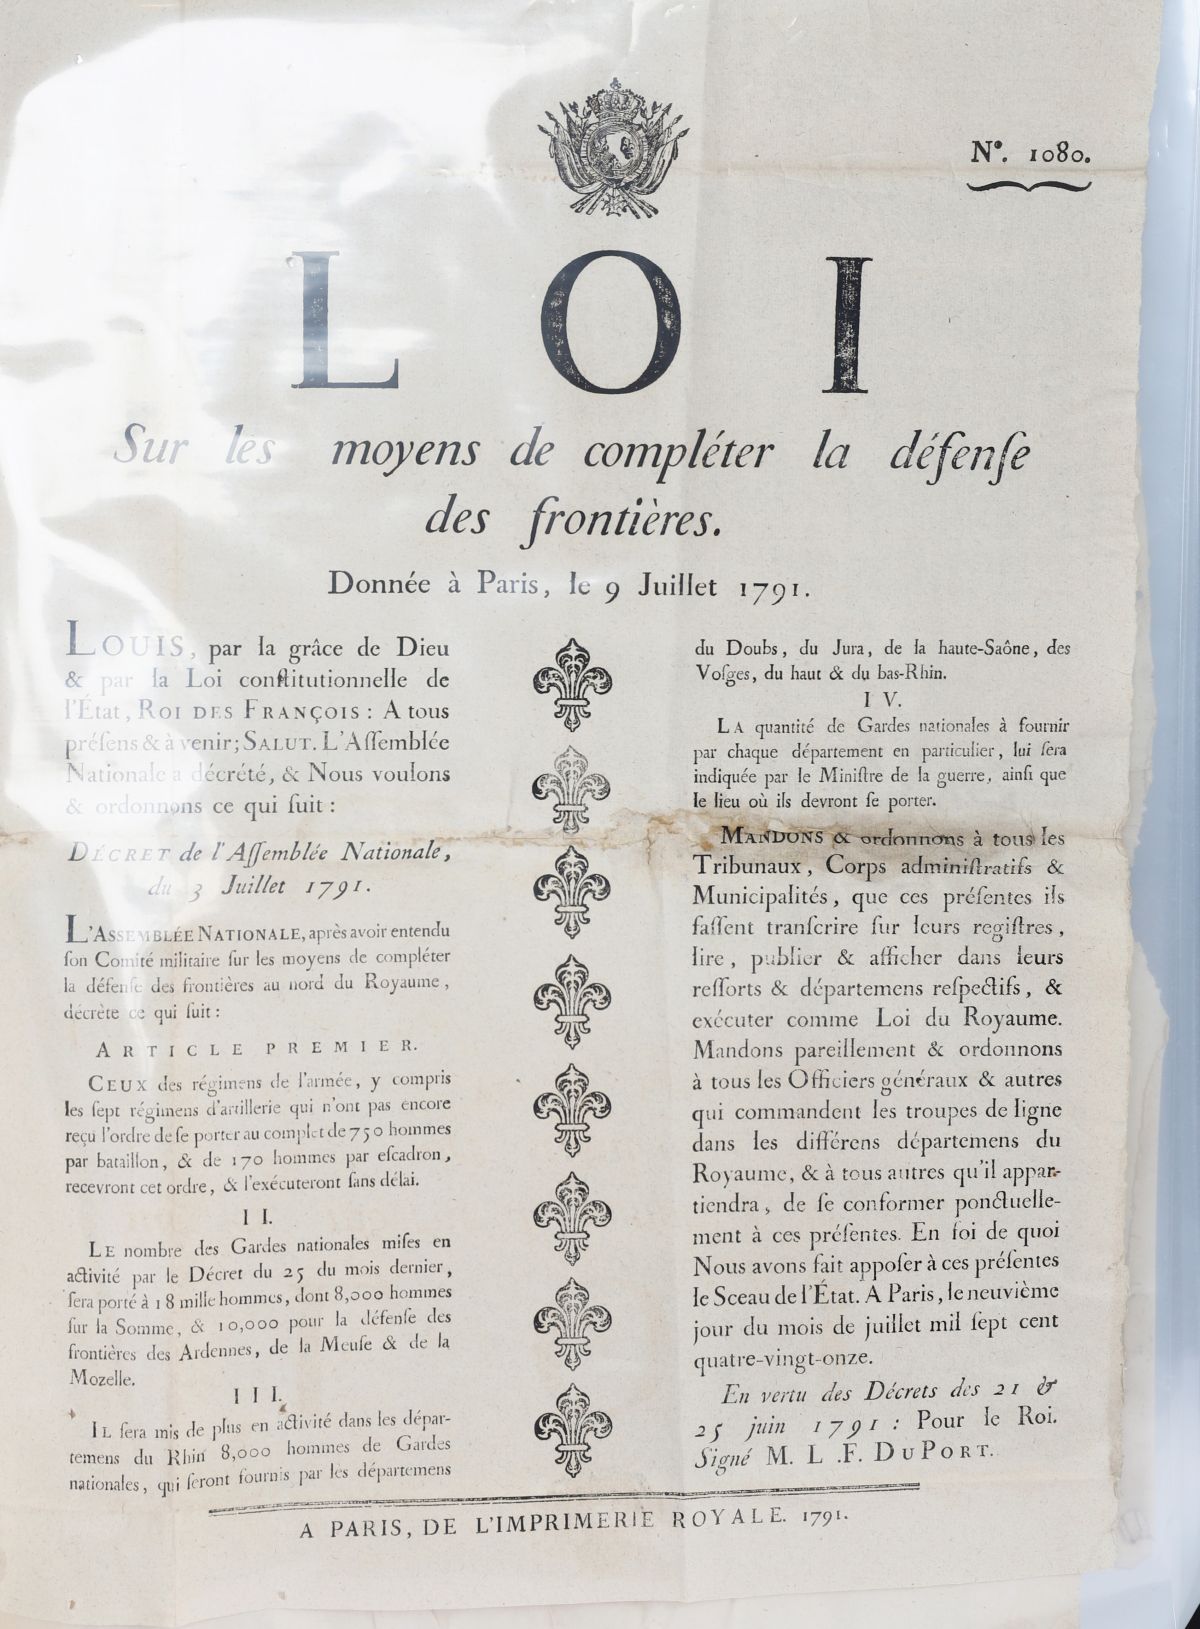 Nº. 1080.
LOI
Sur les moyens de compléter la défenſe
des frontières.
Donnée à Paris, le 9 Juillet 1791.
LOUIS, par la grâce de Dieu
& par la Loi conſtitutionnelle de
l'État, ROI DES FRANÇOIS : A tous
préſens & à venir; SALUT. L'Aſſemblée
Nationale a décrété, & Nous voulons
& ordonnons ce qui ſuit :
DÉCRET de l'Aſſemblée Nationale,
du 3 Juillet 1791.
L'ASSEMBLÉE NATIONALE, après avoir entendu
ſon Comité militaire ſur les moyens de compléter
la défenſe des frontières au nord du Royaume,
décrète ce qui ſuit :
ARTICLE PREMIER.
CEUX des régimens de l'armée, y compris
les ſept régimens d'artillerie qui n'ont pas encore
reçu l'ordre de ſe porter au complet de 750 hommes
par bataillon, & de 170 hommes par eſcadron,
recevront cet ordre, & l'exécuteront ſans délai.
II.
LE nombre des Gardes nationales miſes en
activité par le Décret du 25 du mois dernier,
ſera porté à 18 mille hommes, dont 8,000 hommes
ſur la Somme, & 10,000 pour la défenſe des
frontières des Ardennes, de la Meuſe & de la
Mozelle.
III.
IL ſera mis de plus en activité dans les dépar-
temens du Rhin 8,000 hommes de Gardes
nationales, qui ſeront fournis par les départemens
du Doubs, du Jura, de la haute-Saône, des
Voſges, du haut & du bas-Rhin.
IV.
LA quantité de Gardes nationales à fournir
par chaque département en particulier, lui ſera
indiquée par le Miniſtre de la guerre, ainſi que
le lieu où ils devront ſe porter.
MANDONS & ordonnons à tous les
Tribunaux, Corps adminiſtratifs &
Municipalités, que ces préſentes ils
faſſent tranſcrire ſur leurs regiſtres,
lire, publier & afficher dans leurs
reſſorts & départemens reſpectifs, &
exécuter comme Loi du Royaume.
Mandons pareillement & ordonnons
à tous les Officiers généraux & autres
qui commandent les troupes de ligne
dans les différens départemens du
Royaume, & à tous autres qu'il appar-
tiendra, de ſe conformer ponctuelle-
ment à ces préſentes. En foi de quoi
Nous avons fait appoſer à ces préſentes
le Sceau de l'État. A Paris, le neuvième
jour du mois de juillet mil ſept cent
quatre-vingt-onze.
En vertu des Décrets des 21 &
25 juin 1791 : Pour le Roi.
Signé M. L .F. DUPORT.
A PARIS, DE L'IMPRIMERIE ROYALE. 1791.